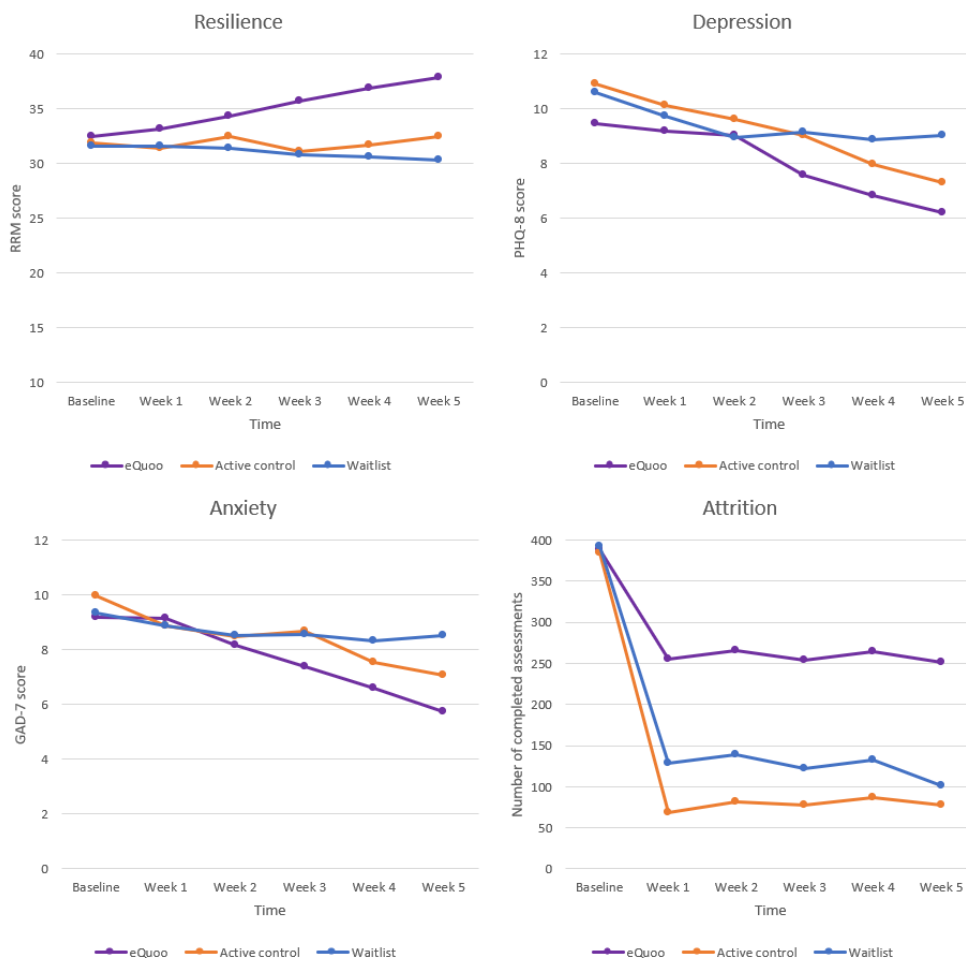 Resilience
RRM score
40
35
30
25
20
15
10
Baseline Week 1 Week 2 Week 3 Week 4 Week 5
Time
eQuoo Active control Waitlist
Depression
PHQ-8 score
12
10
8
6
4
2
0
Baseline Week 1 Week 2 Week 3 Week 4 Week 5
Time
eQuoo Active control Waitlist
Anxiety
GAD-7 score
12
10
8
6
4
2
0
Baseline Week 1 Week 2 Week 3 Week 4 Week 5
Time
eQuoo Active control Waitlist
Attrition
Number of completed assessments
400
350
300
250
200
150
100
50
0
Baseline Week 1 Week 2 Week 3 Week 4 Week 5
Time
eQuoo Active control Waitlist